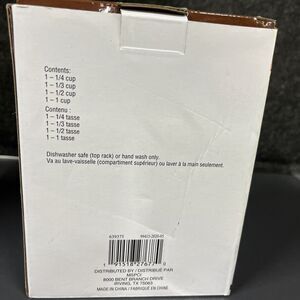 Contents:
1 – 1/4 cup
1 – 1/3 cup
1 – 1/2 cup
1 – 1 cup
Contenu :
1 – 1/4 tasse
1 – 1/3 tasse
1 – 1/2 tasse
1 – 1 tasse
Dishwasher safe (top rack) or hand wash only.
Va au lave-vaisselle (compartiment supérieur) ou laver à la main seulement.
639373
DISTRIBUTED BY / DISTRIBUÉ PAR
MSPCI
8000 BENT BRANCH DRIVE
IRVING, TX 75063
MADE IN CHINA / FABRIQUÉ EN CHINE